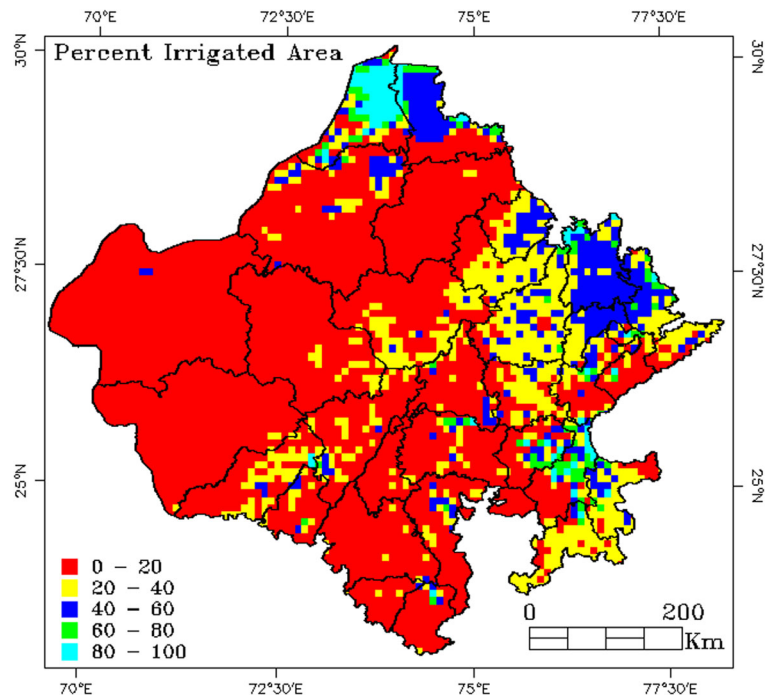 70°E 72°30'E 75°E 77°30'E
30°N Percent Irrigated Area 30°N
27°30'N 27°30'N
25°N 25°N
0 - 20
20 - 40
40 - 60
60 - 80
80 - 100
0 200
Km
70°E 72°30'E 75°E 77°30'E